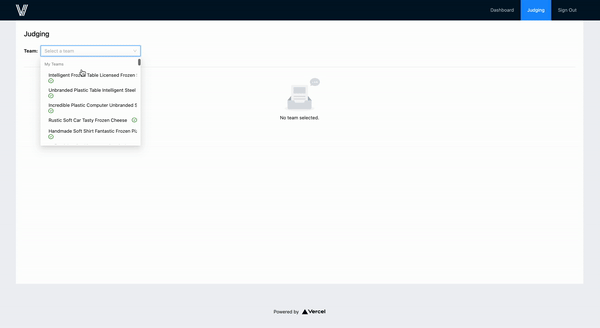 Dashboard
Judging
Sign Out
Judging
Team:
Select a team
My Teams
Intelligent Frozen Table Licensed Frozen
Unbranded Plastic Table Intelligent Steel
Incredible Plastic Computer Unbranded S
Rustic Soft Car Tasty Frozen Cheese
Handmade Soft Shirt Fantastic Frozen Pi
No team selected.
Powered by Vercel